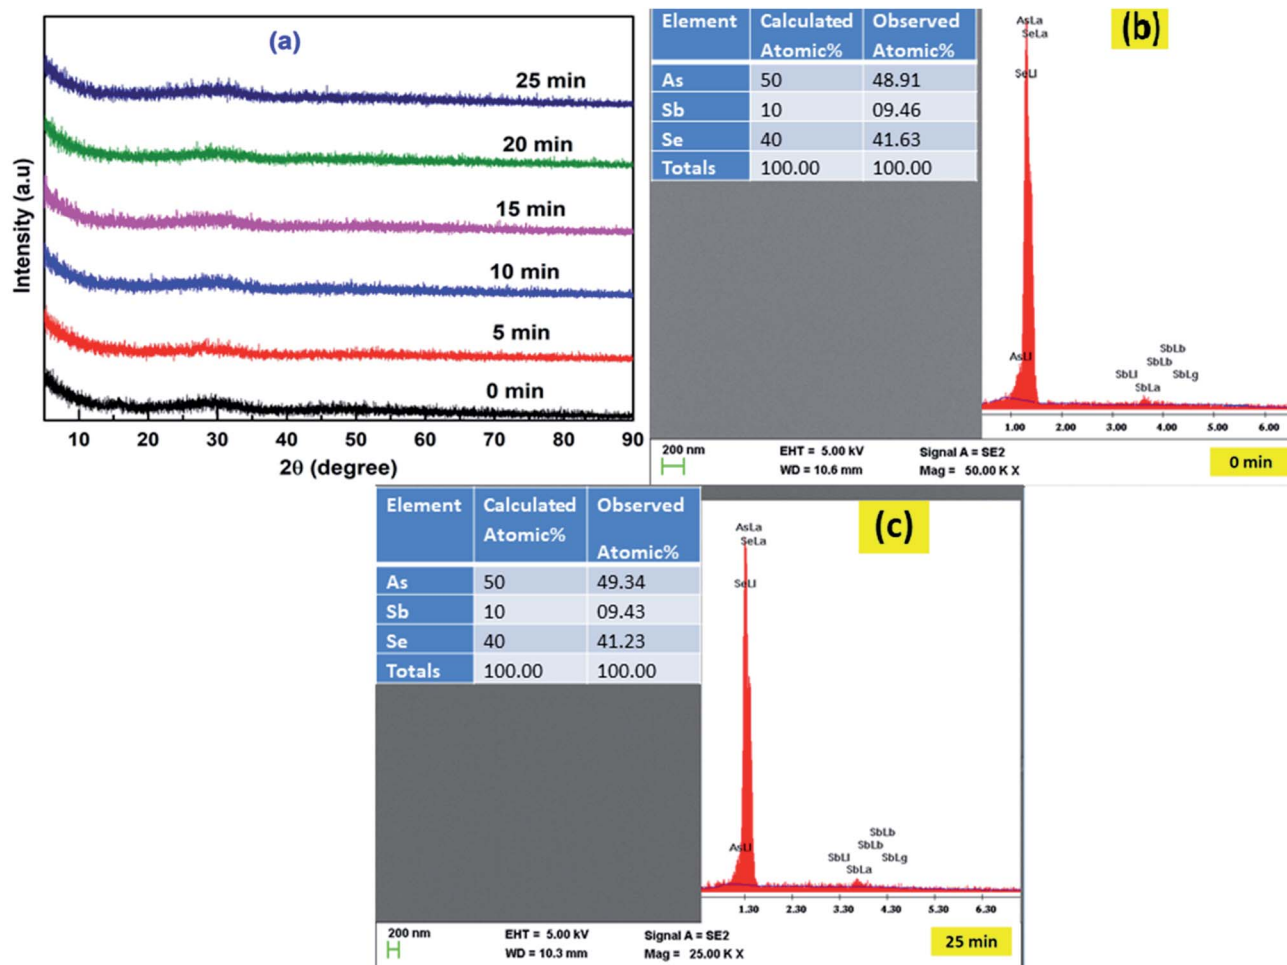 (a)
25 min
20 min
15 min
10 min
5 min
0 min
Intensity (a.u)
10 20 30 40 50 60 70 80 90
2θ (degree)
Element Calculated Observed
Atomic% Atomic%
As 50 48.91
Sb 10 09.46
Se 40 41.63
Totals 100.00 100.00
(b)
AsLa
SeLa
SeLl
AsLl
SbLb
SbLb
SbLl SbLg
SbLa
1.00 2.00 3.00 4.00 5.00 6.00
200 nm EHT = 5.00 kV Signal A = SE2
WD = 10.6 mm Mag = 50.00 K X
0 min
Element Calculated Observed
Atomic%
Atomic%
As 50 49.34
Sb 10 09.43
Se 40 41.23
Totals 100.00 100.00
(c)
AsLa
SeLa
SeLl
AsLl
SbLb
SbLb
SbLl SbLg
SbLa
1.30 2.30 3.30 4.30 5.30 6.30
200 nm EHT = 5.00 kV Signal A = SE2
WD = 10.3 mm Mag = 25.00 K X
25 min